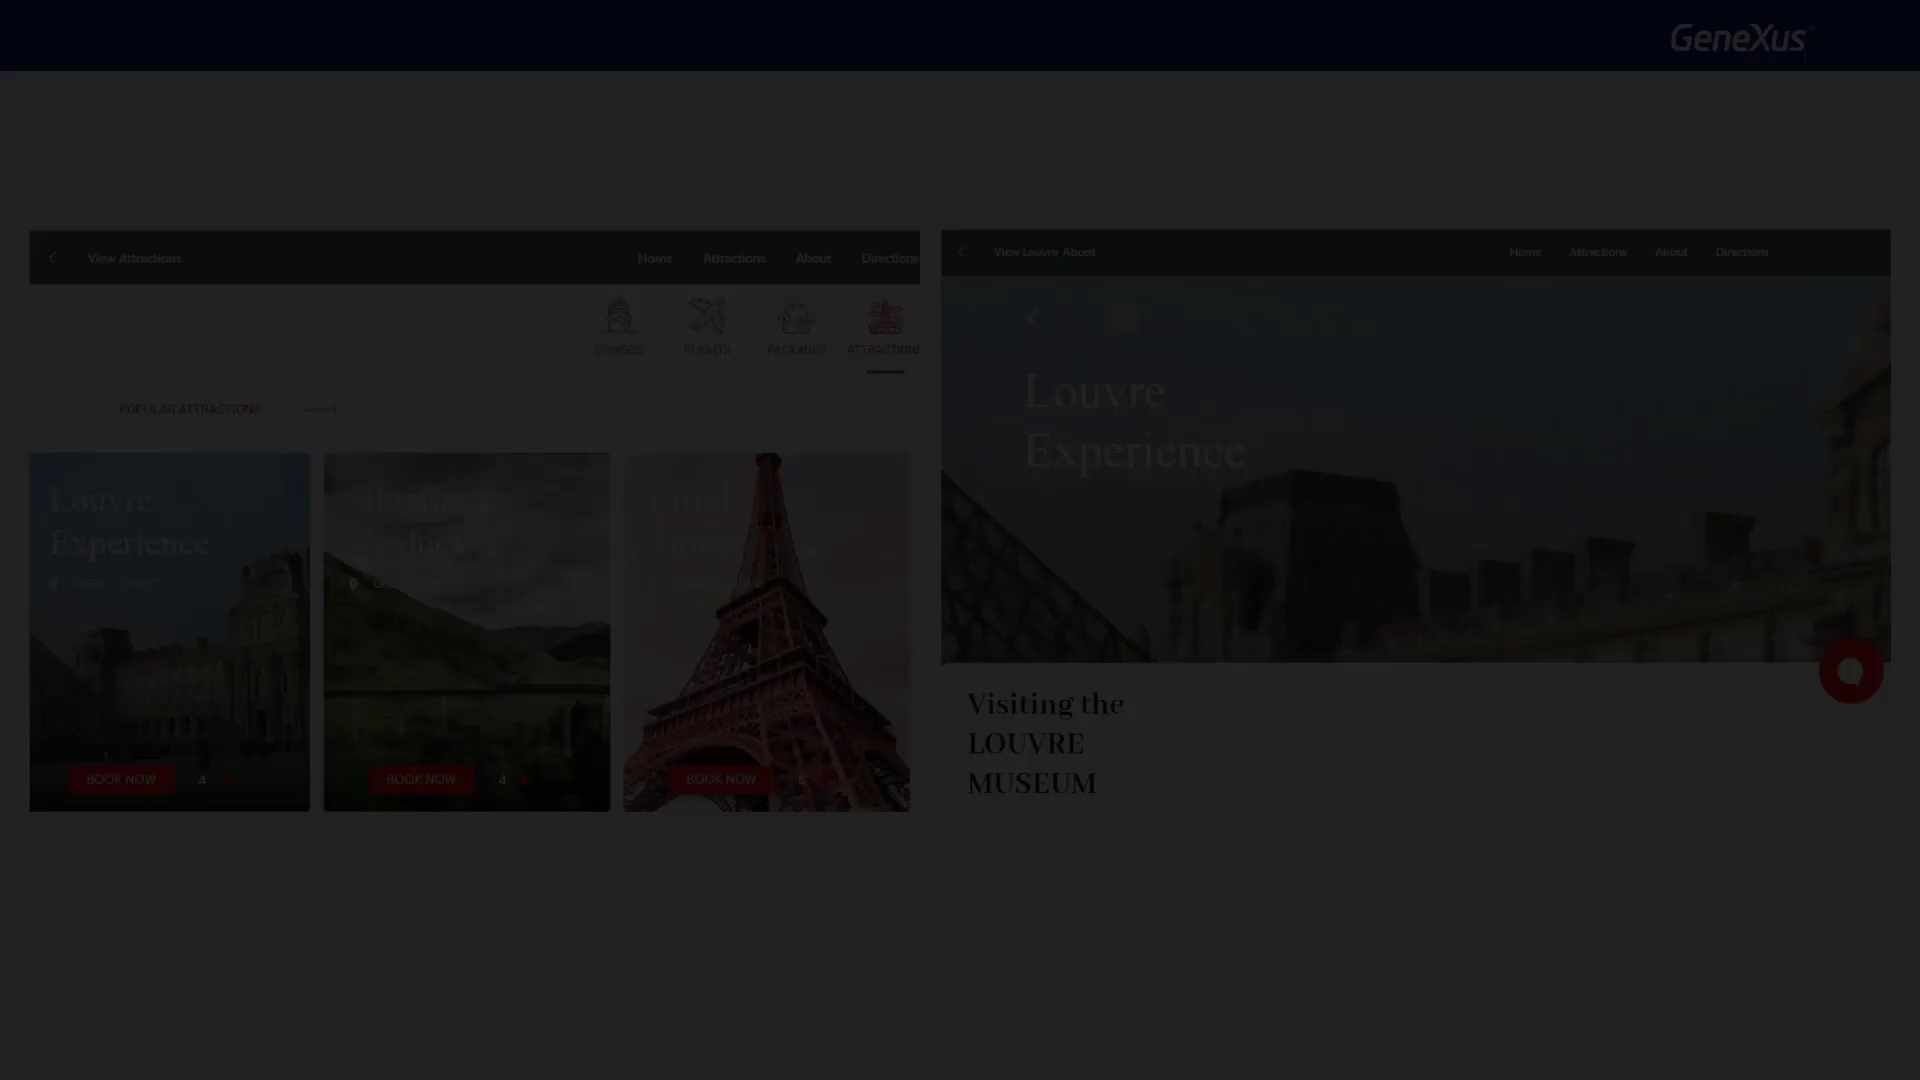 GeneXus
View Attractions
Home Attractions About Directions
CRUISES FLIGHTS PACKAGES ATTRACTIONS
POPULAR ATTRACTIONS
Louvre
Experience
BOOK NOW 4
BOOK NOW 4
BOOK NOW 5
View Louvre About
Home Attractions About Directions
Louvre
Experience
Visiting the
LOUVRE
MUSEUM